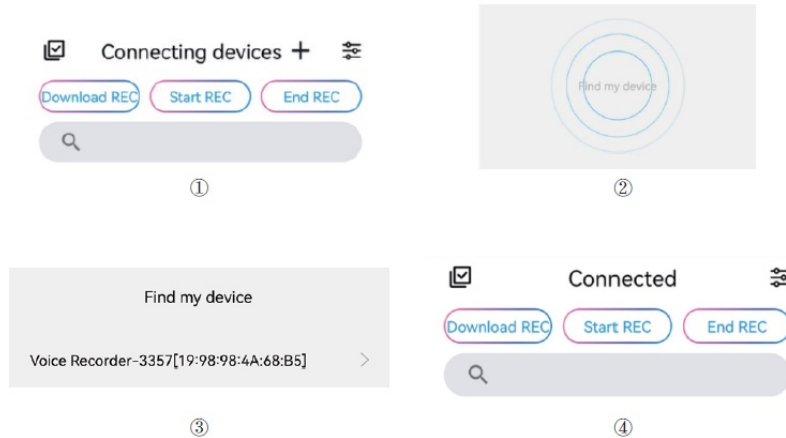 Connecting devices +
Download REC Start REC End REC
①
Find my device
②
Find my device
Voice Recorder-3357[19:98:98:4A:68:B5]
③
Connected
Download REC Start REC End REC
④